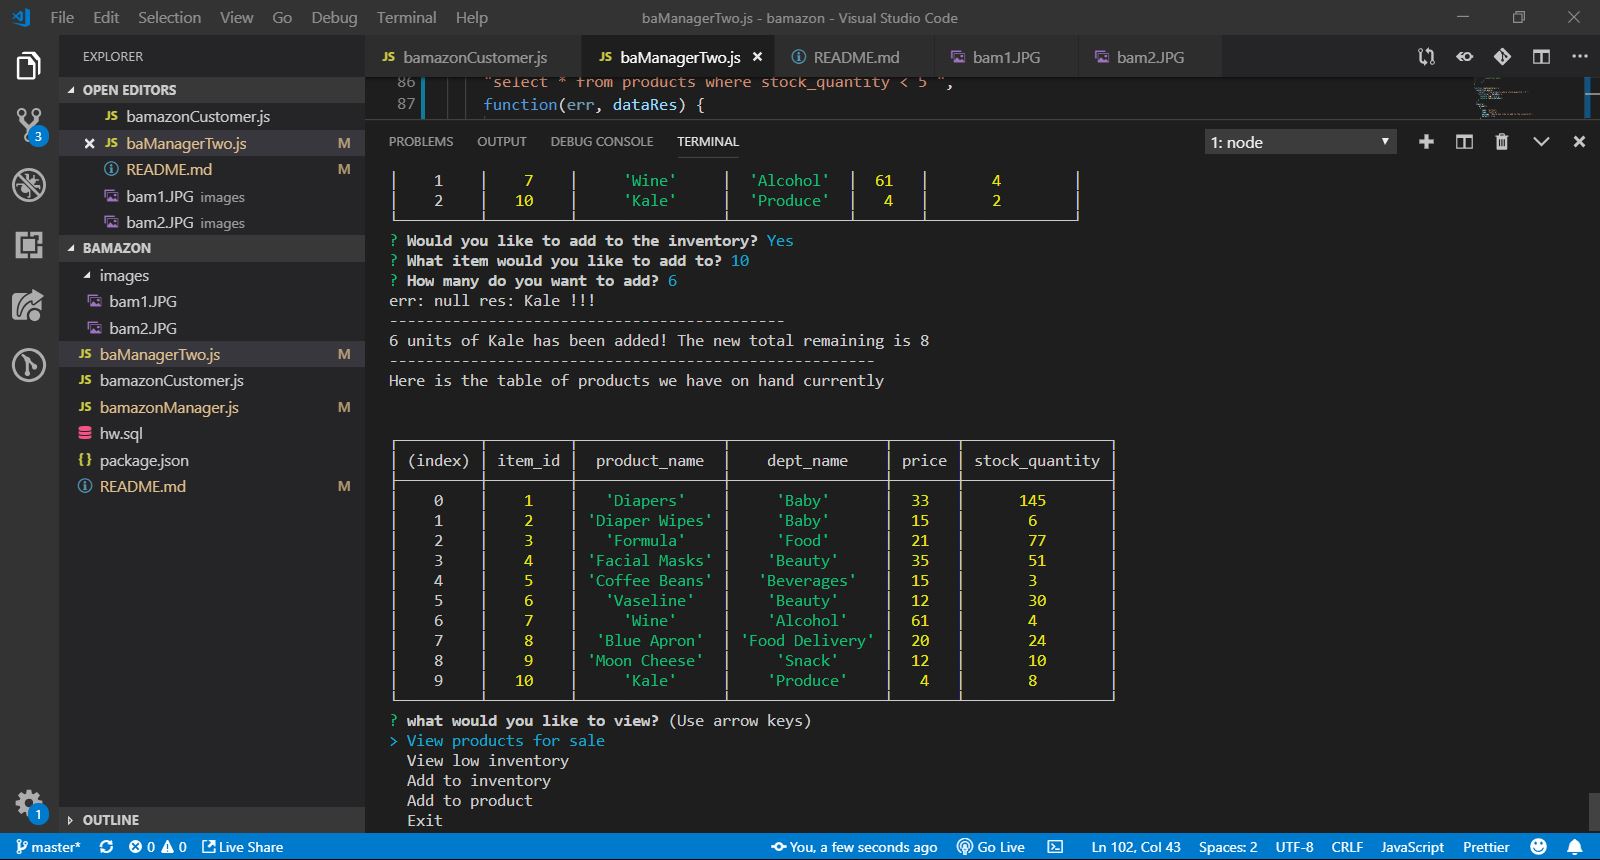 File Edit Selection View Go Debug Terminal Help baManagerTwo.js - bamazon - Visual Studio Code
EXPLORER
OPEN EDITORS
JS bamazonCustomer.js
JS baManagerTwo.js M
README.md M
bam1.JPG images
bam2.JPG images
BAMAZON
images
bam1.JPG
bam2.JPG
JS baManagerTwo.js M
JS bamazonCustomer.js
JS bamazonManager.js M
hw.sql
{} package.json
README.md M
OUTLINE
3
1
JS bamazonCustomer.js JS baManagerTwo.js README.md bam1.JPG bam2.JPG
86 "select * from products where stock_quantity < 5 ",
87 function(err, dataRes) {
PROBLEMS OUTPUT DEBUG CONSOLE TERMINAL 1: node
1 7 'Wine' 'Alcohol' 61 4
2 10 'Kale' 'Produce' 4 2
? Would you like to add to the inventory? Yes
? What item would you like to add to? 10
? How many do you want to add? 6
err: null res: Kale !!!
--------------------------------------------
6 units of Kale has been added! The new total remaining is 8
------------------------------------------------------
Here is the table of products we have on hand currently
(index) item_id product_name dept_name price stock_quantity
0 1 'Diapers' 'Baby' 33 145
1 2 'Diaper Wipes' 'Baby' 15 6
2 3 'Formula' 'Food' 21 77
3 4 'Facial Masks' 'Beauty' 35 51
4 5 'Coffee Beans' 'Beverages' 15 3
5 6 'Vaseline' 'Beauty' 12 30
6 7 'Wine' 'Alcohol' 61 4
7 8 'Blue Apron' 'Food Delivery' 20 24
8 9 'Moon Cheese' 'Snack' 12 10
9 10 'Kale' 'Produce' 4 8
? what would you like to view? (Use arrow keys)
> View products for sale
View low inventory
Add to inventory
Add to product
Exit
master* 0 0 Live Share You, a few seconds ago Go Live Ln 102, Col 43 Spaces: 2 UTF-8 CRLF JavaScript Prettier